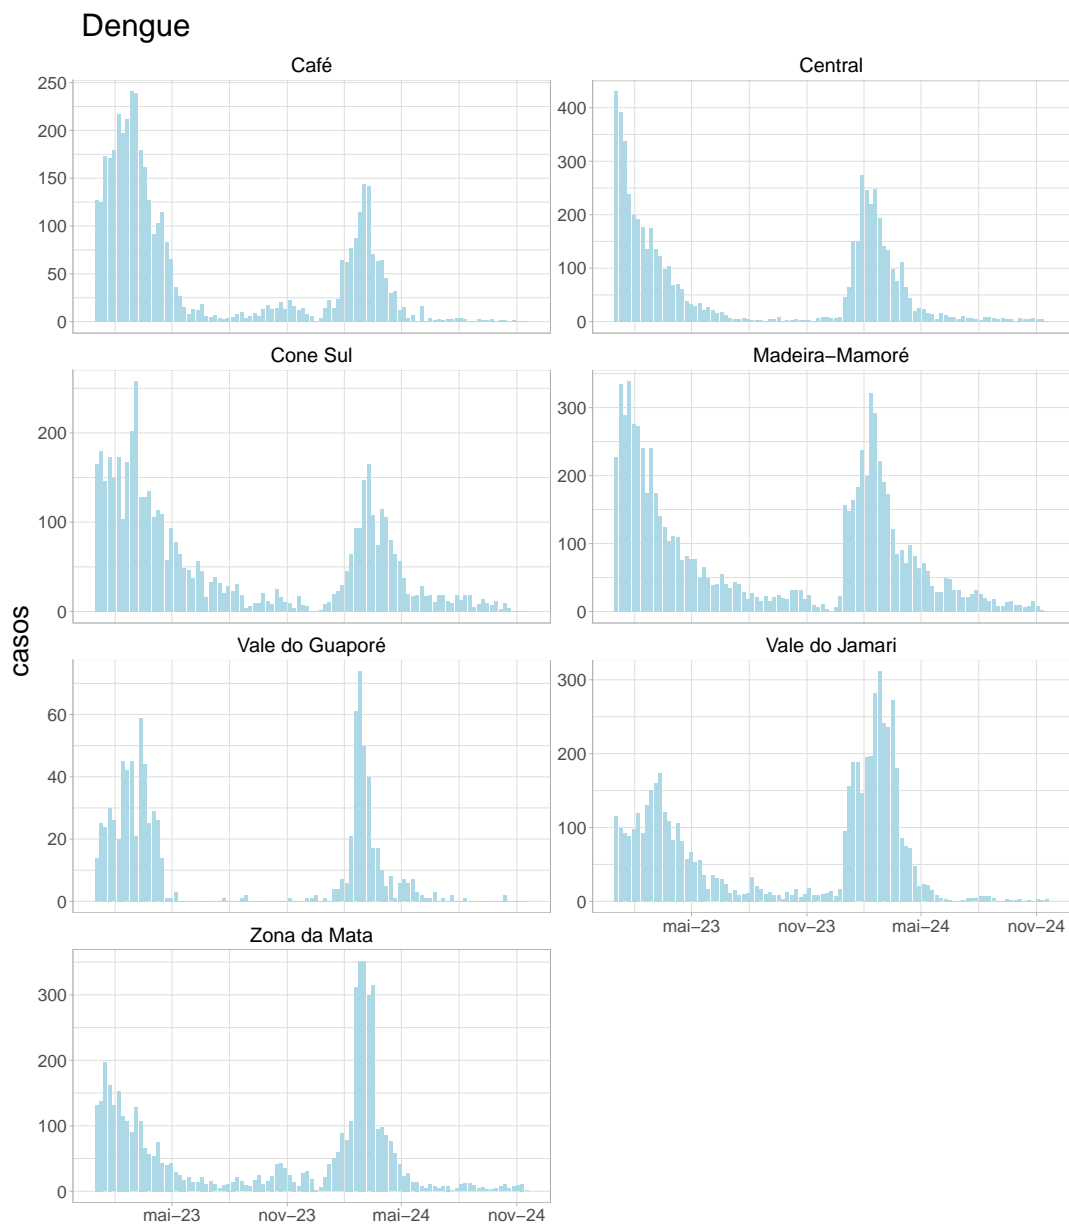 Dengue
Café
250
200
150
100
50
0
Central
400
300
200
100
0
Cone Sul
200
100
0
Madeira−Mamoré
300
200
100
0
casos
Vale do Guaporé
60
40
20
0
Vale do Jamari
300
200
100
0
mai−23 nov−23 mai−24 nov−24
Zona da Mata
300
200
100
0
mai−23 nov−23 mai−24 nov−24